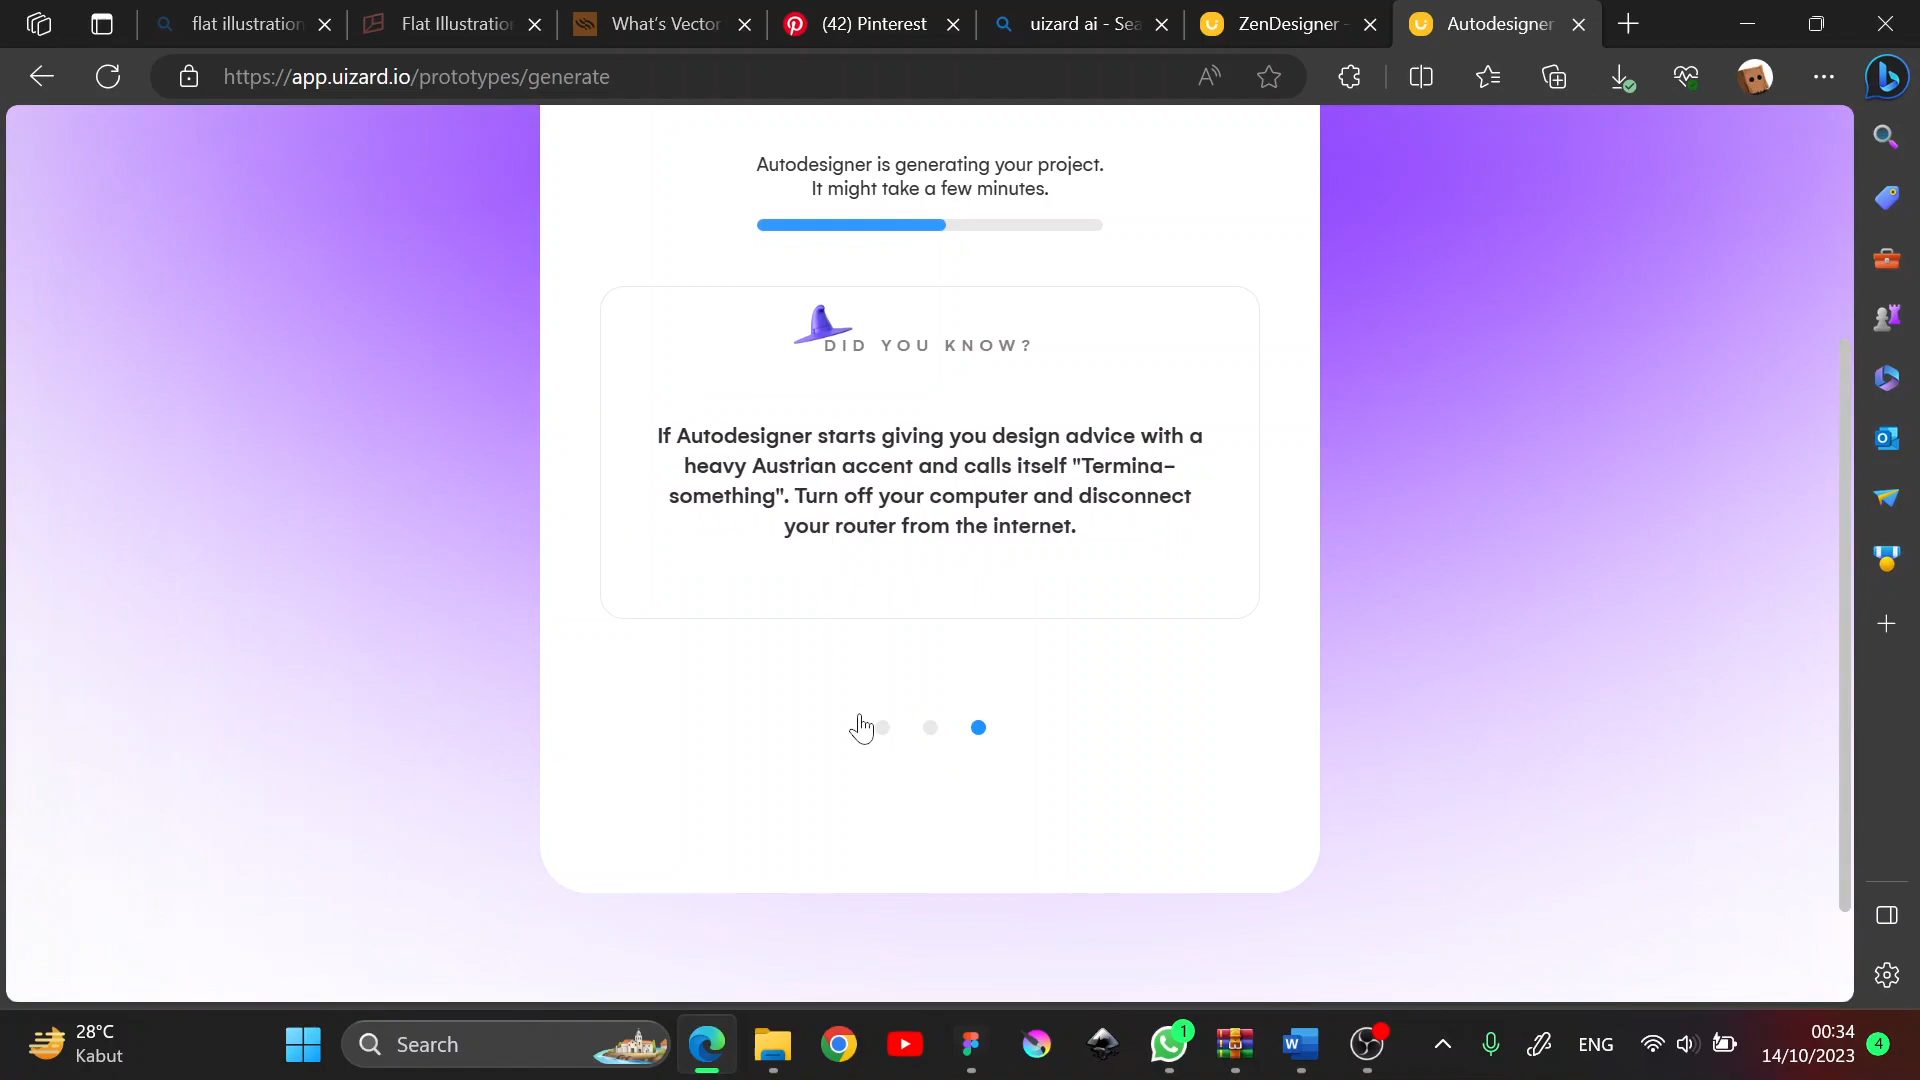 flat illustration
Flat Illustration
What's Vector
(42) Pinterest
uizard ai - Sea
ZenDesigner -
Autodesigner
https://app.uizard.io/prototypes/generate
Autodesigner is generating your project.
It might take a few minutes.
DID YOU KNOW?
If Autodesigner starts giving you design advice with a
heavy Austrian accent and calls itself "Termina-
something". Turn off your computer and disconnect
your router from the internet.
28°C
Kabut
Search
1
ENG
00:34
14/10/2023
4